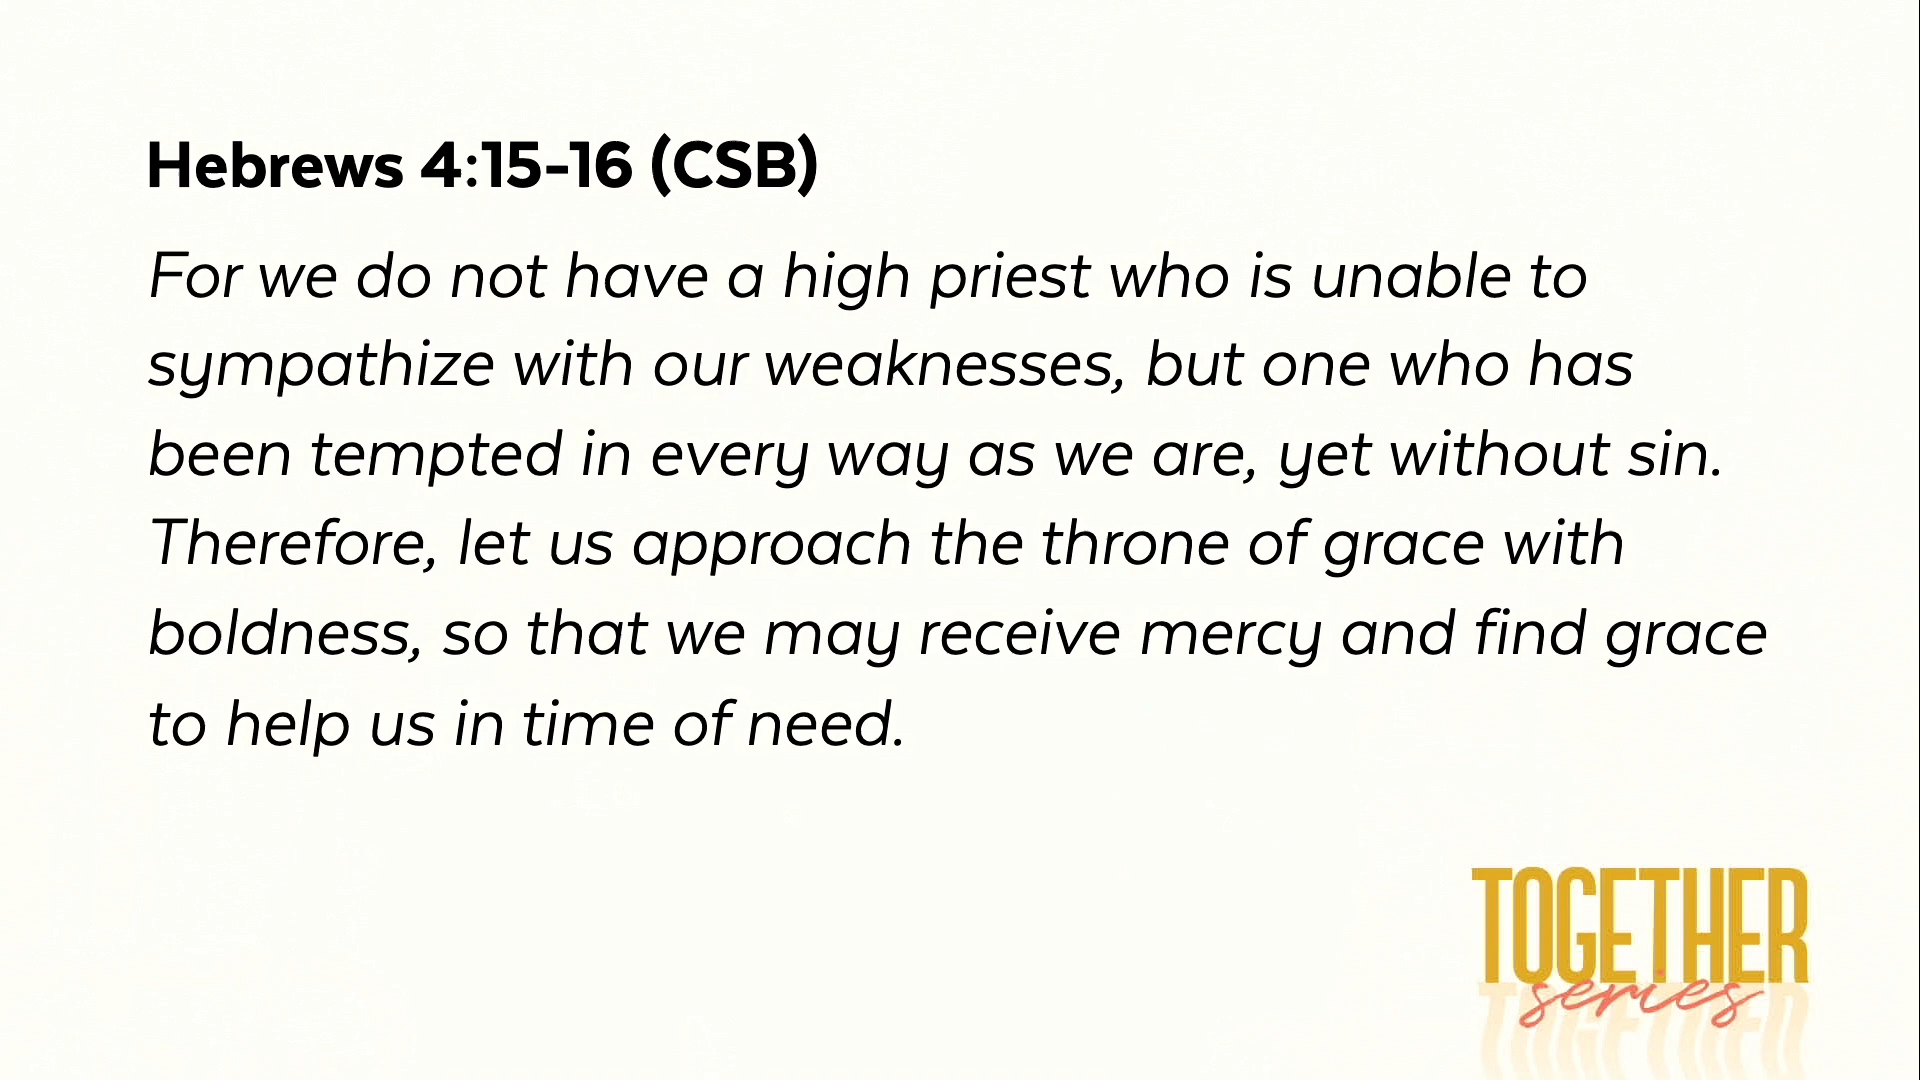 Hebrews 4:15-16 (CSB)
For we do not have a high priest who is unable to
sympathize with our weaknesses, but one who has
been tempted in every way as we are, yet without sin.
Therefore, let us approach the throne of grace with
boldness, so that we may receive mercy and find grace
to help us in time of need.
TOGETHER
series